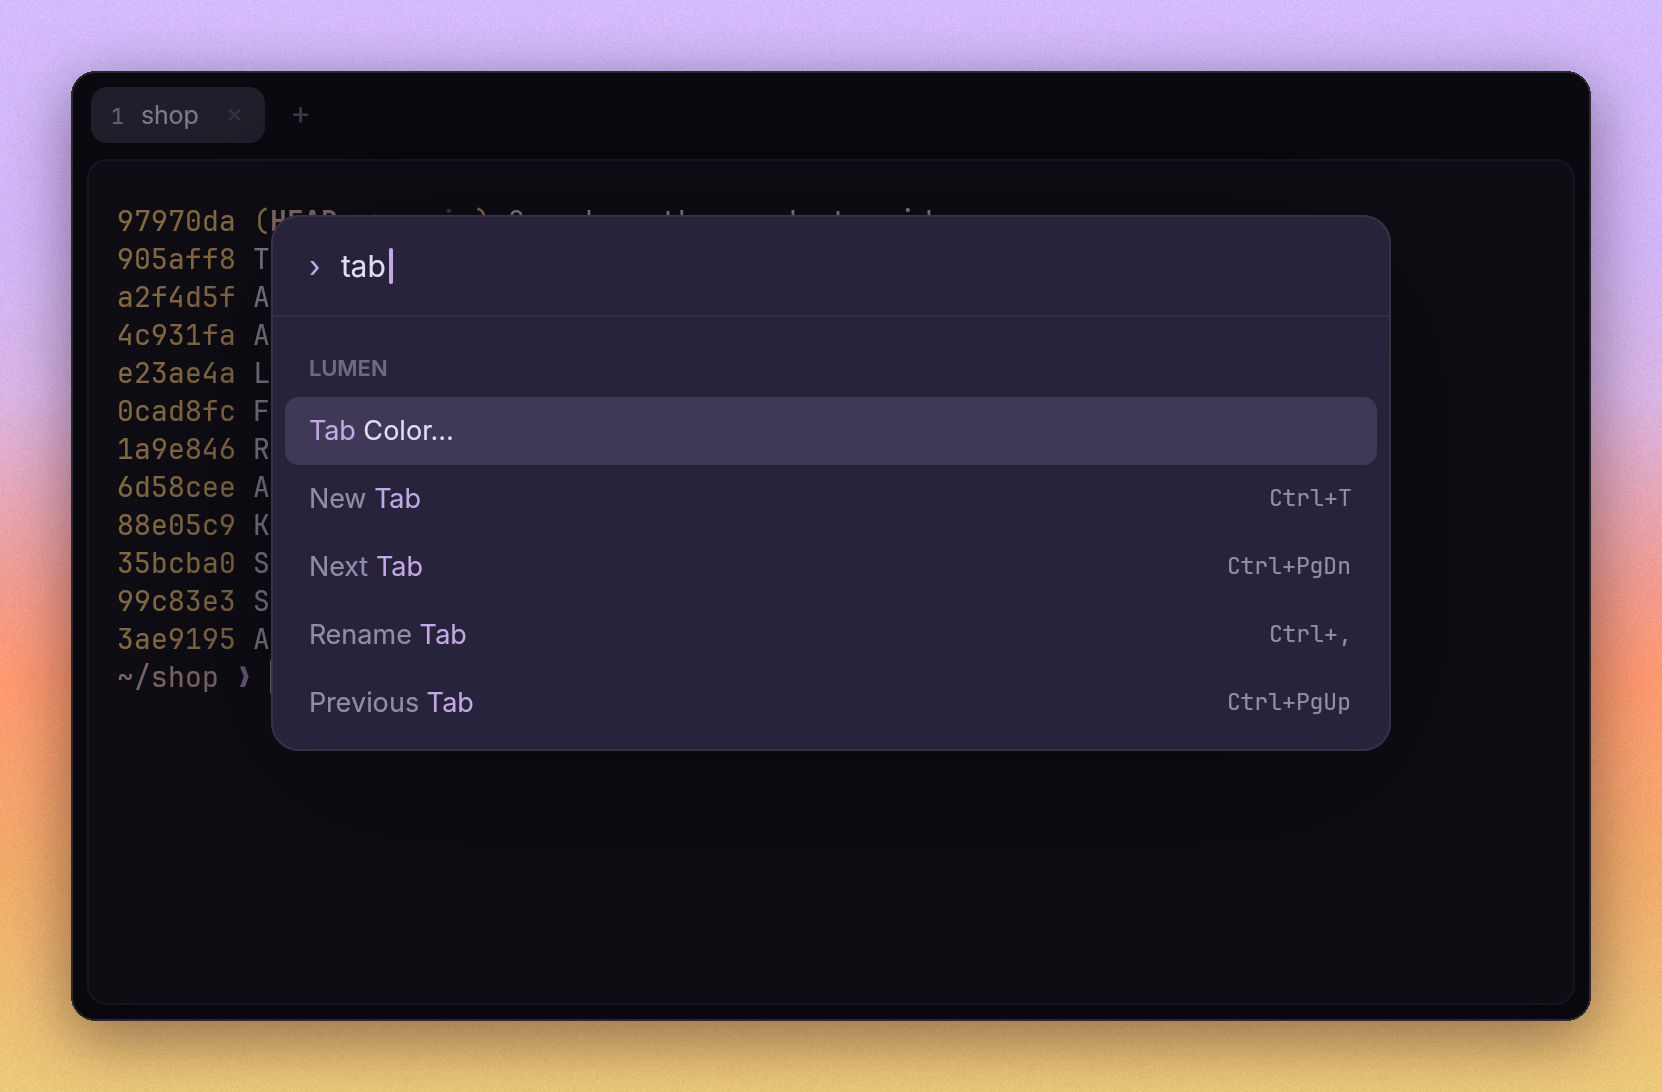 1 shop × +
97970da (HEAD
905aff8 T
a2f4d5f A
4c931fa A
e23ae4a L
0cad8fc F
1a9e846 R
6d58cee A
88e05c9 K
35bcba0 S
99c83e3 S
3ae9195 A
~/shop ❯
› tab
LUMEN
Tab Color...
New Tab Ctrl+T
Next Tab Ctrl+PgDn
Rename Tab Ctrl+,
Previous Tab Ctrl+PgUp